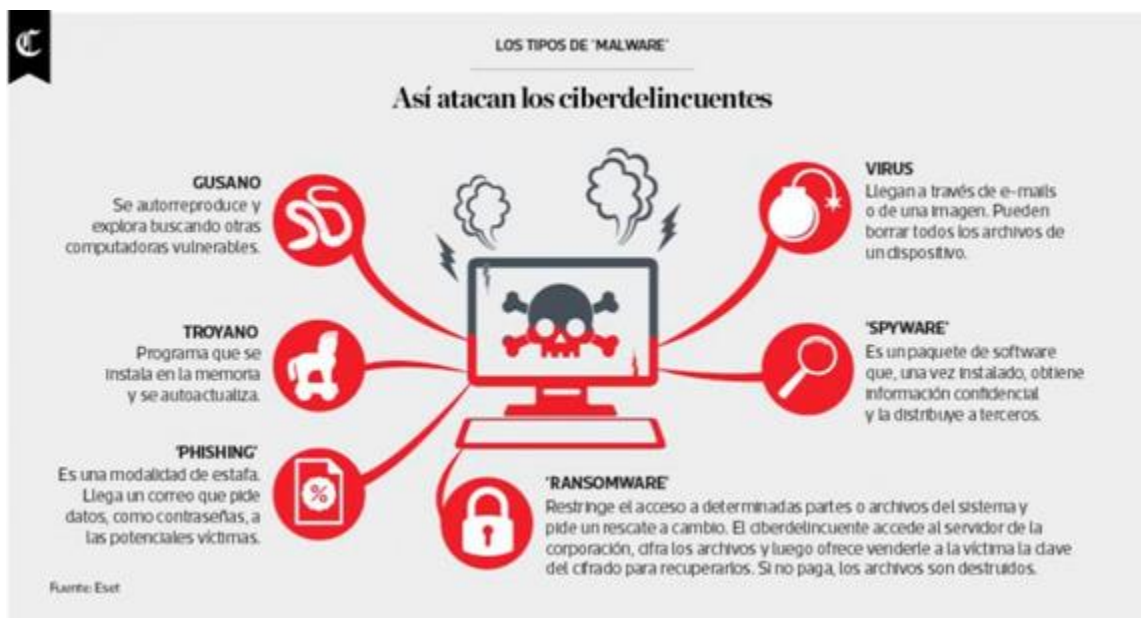 C
LOS TIPOS DE 'MALWARE'
Así atacan los ciberdelincuentes
GUSANO
Se autorreproduce y
explora buscando otras
computadoras vulnerables.
TROYANO
Programa que se
instala en la memoria
y se autoactualiza.
'PHISHING'
Es una modalidad de estafa.
Llega un correo que pide
datos, como contraseñas, a
las potenciales víctimas.
VIRUS
Llegan a través de e-mails
o de una imagen. Pueden
borrar todos los archivos de
un dispositivo.
'SPYWARE'
Es un paquete de software
que, una vez instalado, obtiene
información confidencial
y la distribuye a terceros.
%
'RANSOMWARE'
Restringe el acceso a determinadas partes o archivos del sistema y
pide un rescate a cambio. El ciberdelincuente accede al servidor de la
corporación, cifra los archivos y luego ofrece venderle a la víctima la clave
del cifrado para recuperarlos. Si no paga, los archivos son destruidos.
Fuente: Eset